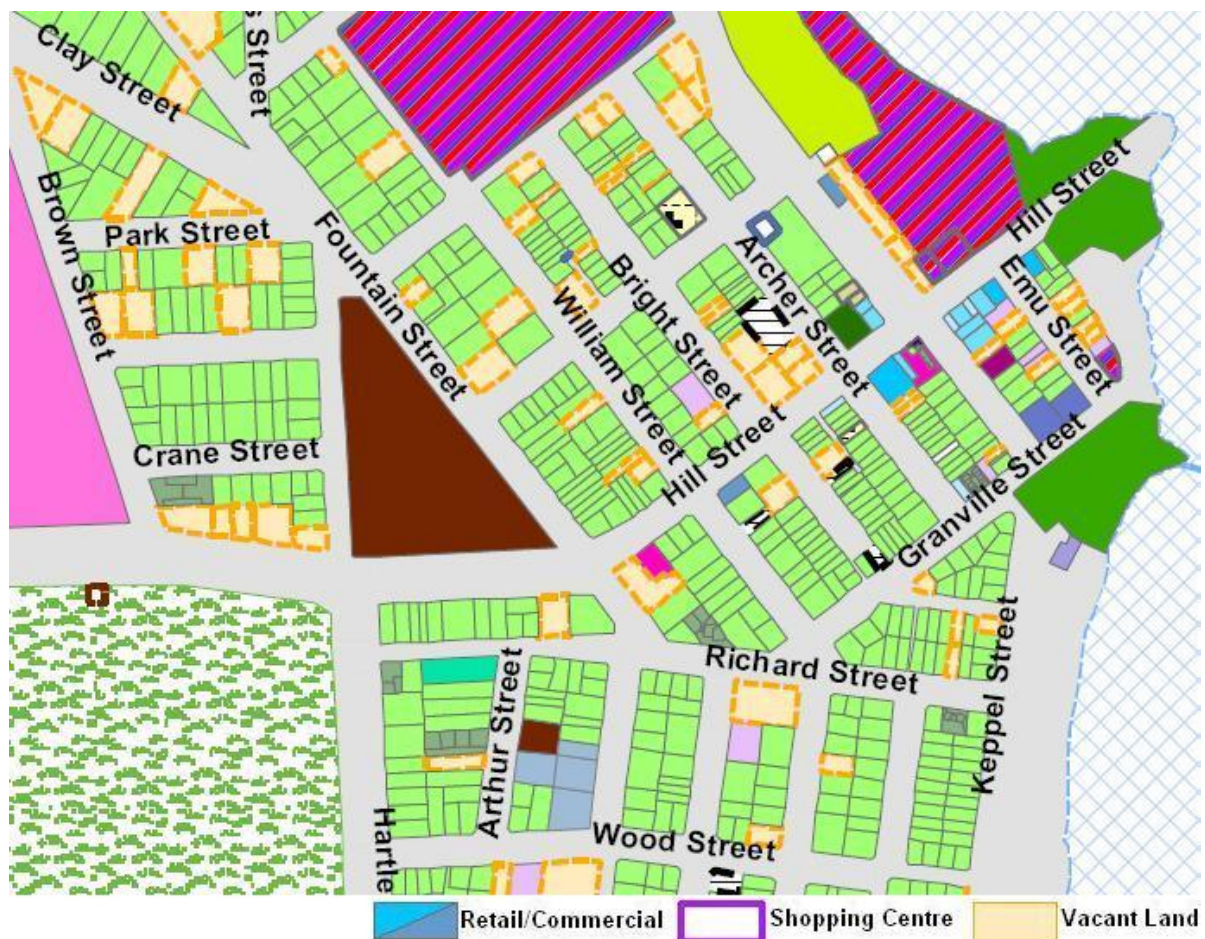 Clay Street
s Street
Brown Street
Park Street
Fountain Street
William Street
Bright Street
Archer Street
Hill Street
Emu Street
Crane Street
Hill Street
Granville Street
Richard Street
Keppel Street
Arthur Street
Hartle
Wood Street
Retail/Commercial
Shopping Centre
Vacant Land